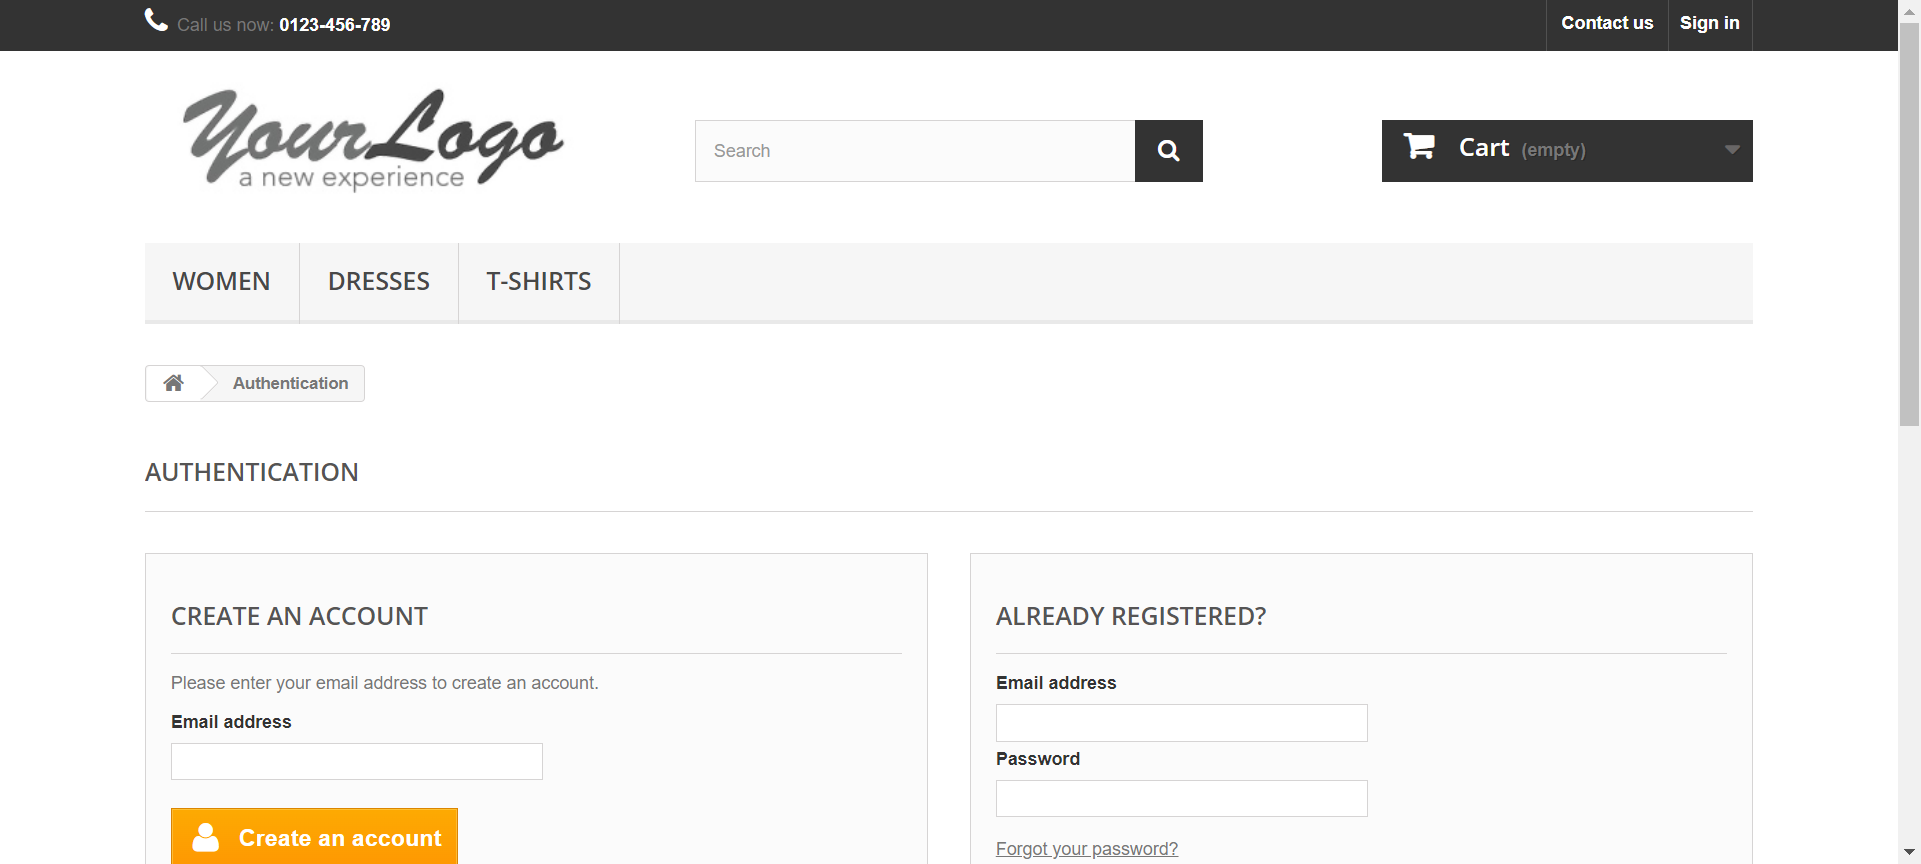 Call us now: 0123-456-789
Contact us
Sign in
YourLogo
a new experience
Search
Cart (empty)
WOMEN
DRESSES
T-SHIRTS
Authentication
AUTHENTICATION
CREATE AN ACCOUNT
Please enter your email address to create an account.
Email address
Create an account
ALREADY REGISTERED?
Email address
Password
Forgot your password?